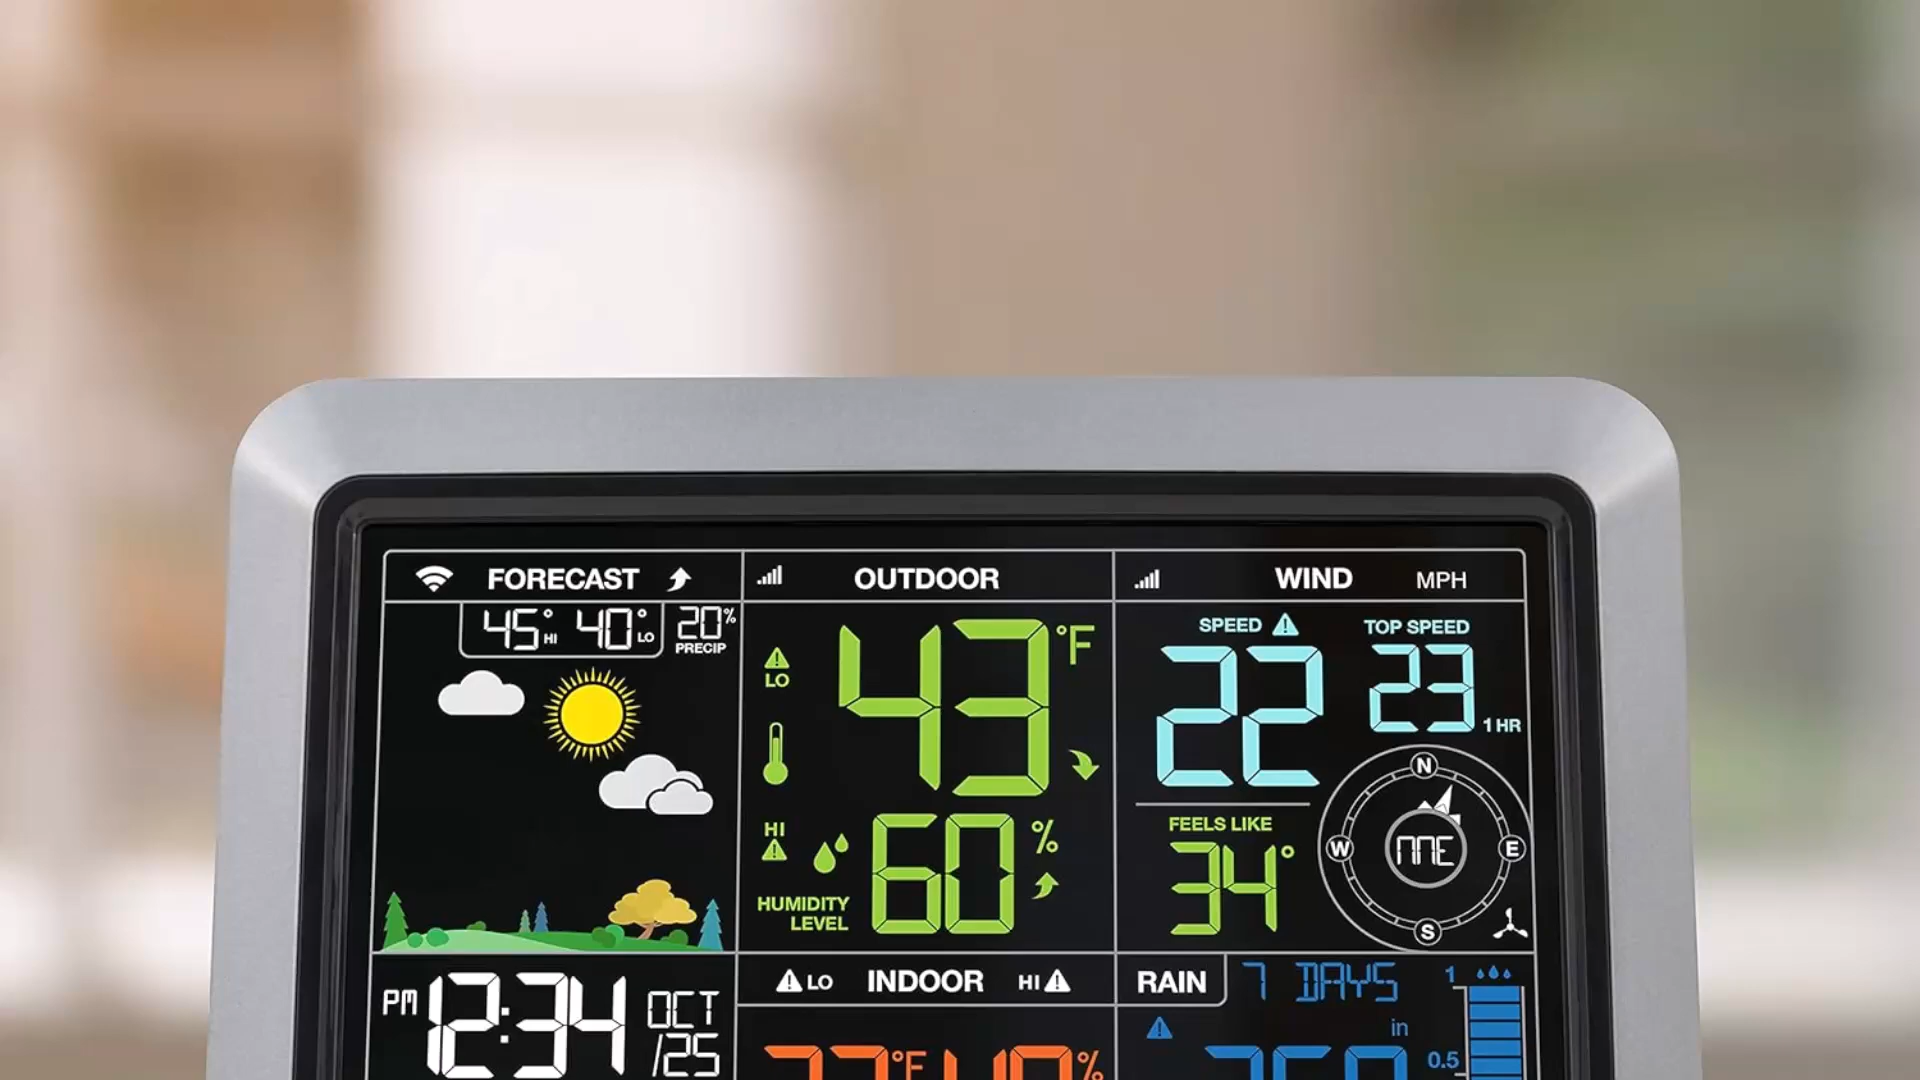 FORECAST
45° HI 40° LO 20%
PRECIP
OUTDOOR
LO
43 °F
HI
60 %
HUMIDITY
LEVEL
WIND MPH
SPEED TOP SPEED
22 23 1 HR
FEELS LIKE
34°
N
W NNE E
S
PM 12:34 OCT
/25
LO INDOOR HI
°F %
RAIN 7 DAYS 1
in
0.5